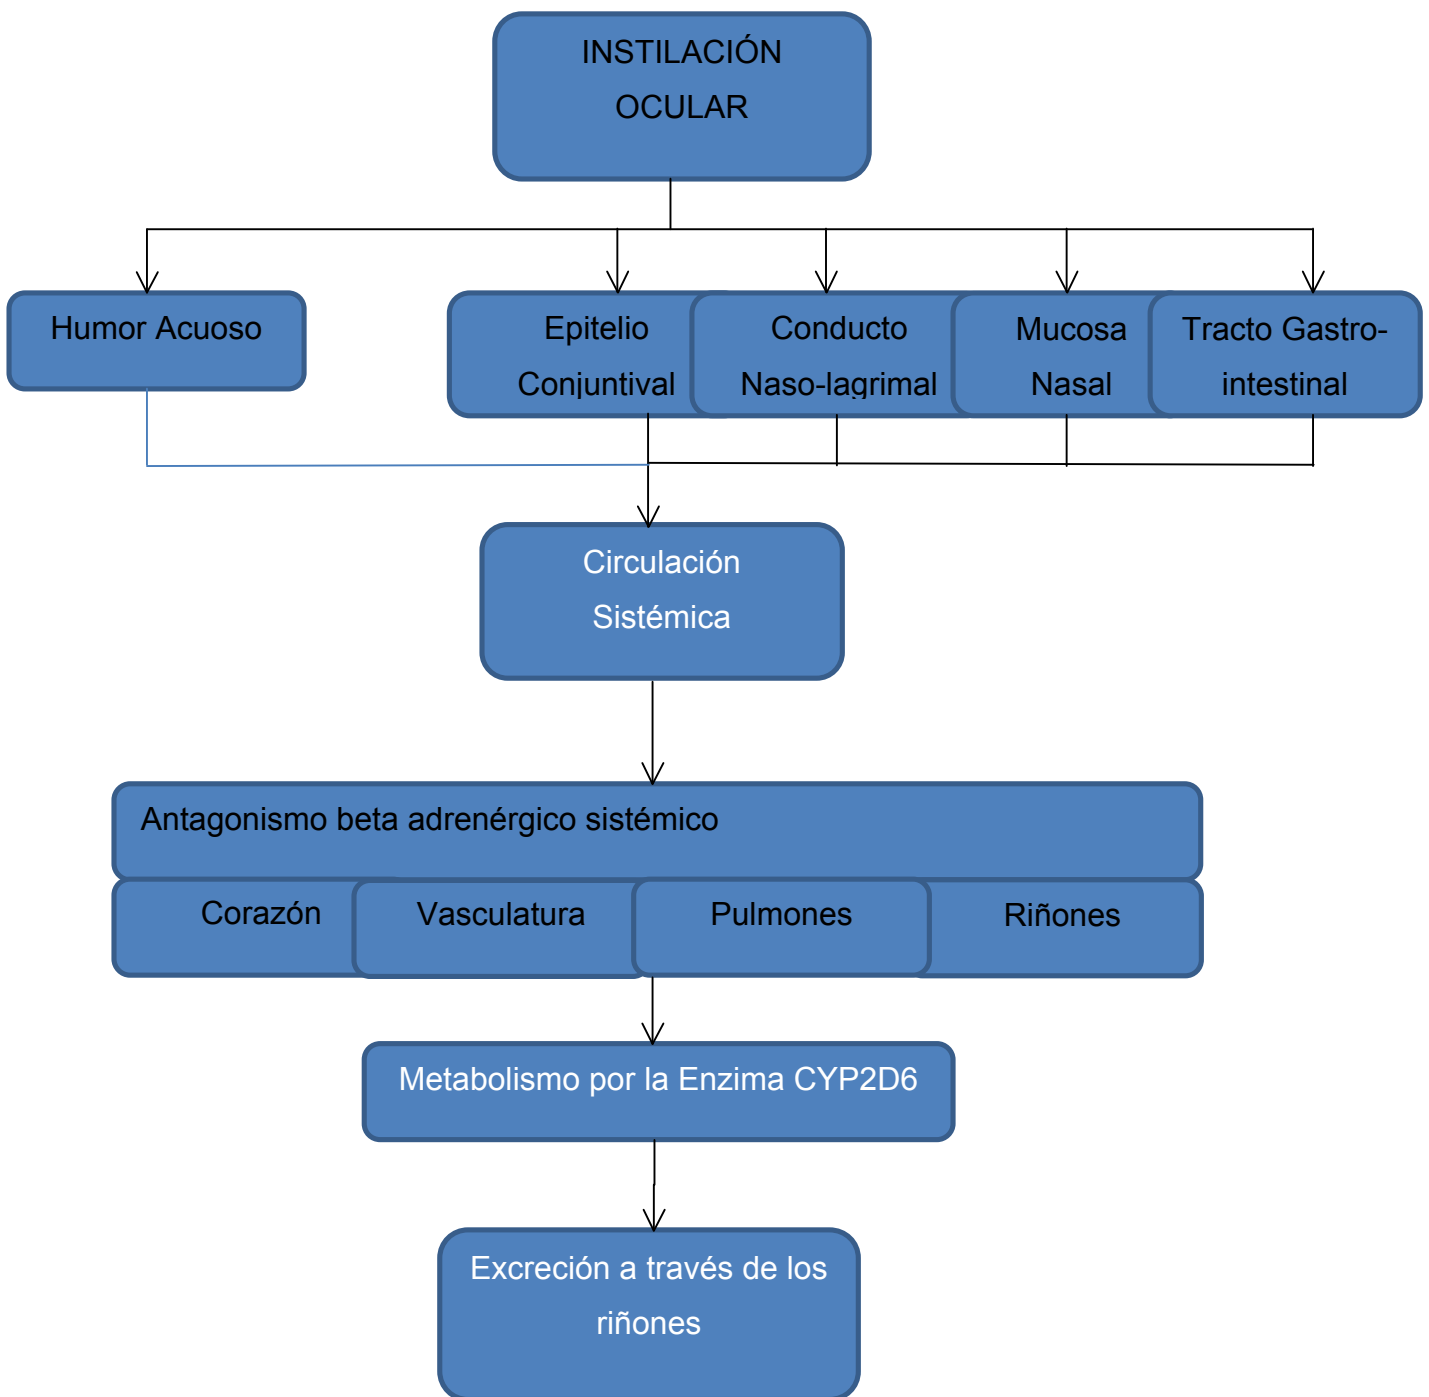 INSTILACIÓN
OCULAR
Humor Acuoso
Epitelio
Conjuntival
Conducto
Naso-lagrimal
Mucosa
Nasal
Tracto Gastro-
intestinal
Circulación
Sistémica
Antagonismo beta adrenérgico sistémico
Corazón
Vasculatura
Pulmones
Riñones
Metabolismo por la Enzima CYP2D6
Excreción a través de los
riñones